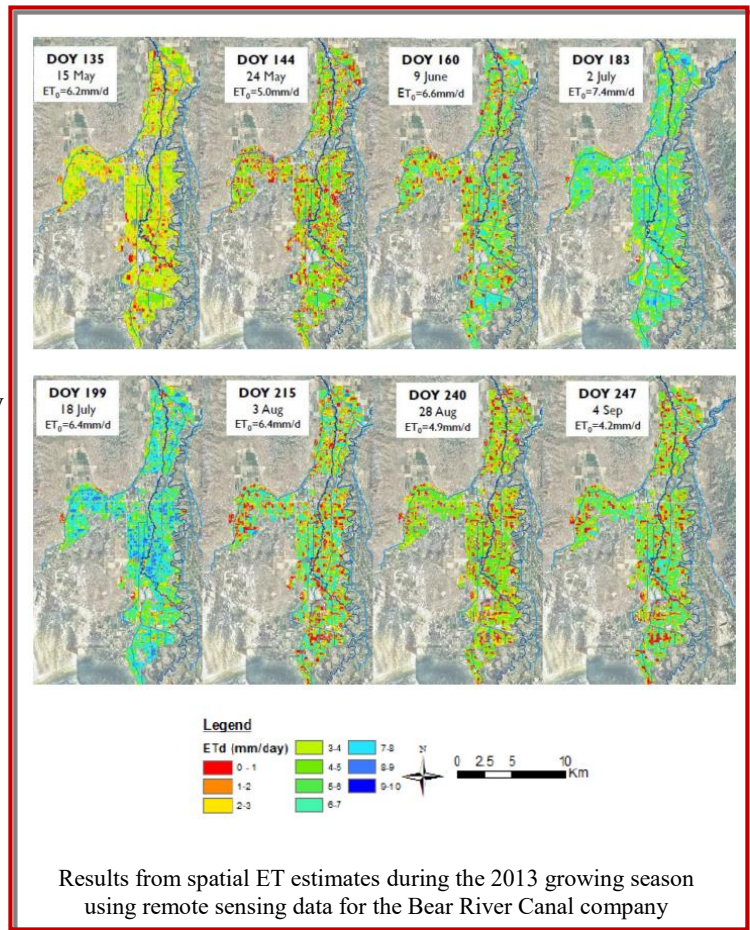 DOY 135
15 May
ET₀=6.2mm/d
DOY 144
24 May
ET₀=5.0mm/d
DOY 160
9 June
ET₀=6.6mm/d
DOY 183
2 July
ET₀=7.4mm/d
DOY 199
18 July
ET₀=6.4mm/d
DOY 215
3 Aug
ET₀=6.4mm/d
DOY 240
28 Aug
ET₀=4.9mm/d
DOY 247
4 Sep
ET₀=4.2mm/d
Legend
ETd (mm/day)
0 - 1
1-2
2-3
3-4
4-5
5-6
6-7
7-8
8-9
9-10
N
0 2.5 5 10
Km
Results from spatial ET estimates during the 2013 growing season
using remote sensing data for the Bear River Canal company